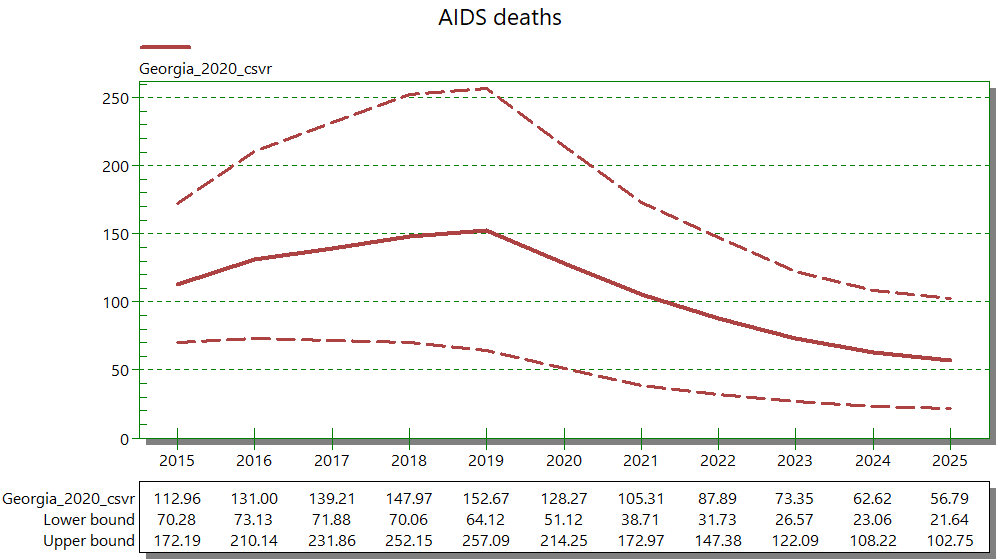 AIDS deaths
Georgia_2020_csvr
250
200
150
100
50
0
2015 2016 2017 2018 2019 2020 2021 2022 2023 2024 2025
Georgia_2020_csvr 112.96 131.00 139.21 147.97 152.67 128.27 105.31 87.89 73.35 62.62 56.79
Lower bound 70.28 73.13 71.88 70.06 64.12 51.12 38.71 31.73 26.57 23.06 21.64
Upper bound 172.19 210.14 231.86 252.15 257.09 214.25 172.97 147.38 122.09 108.22 102.75